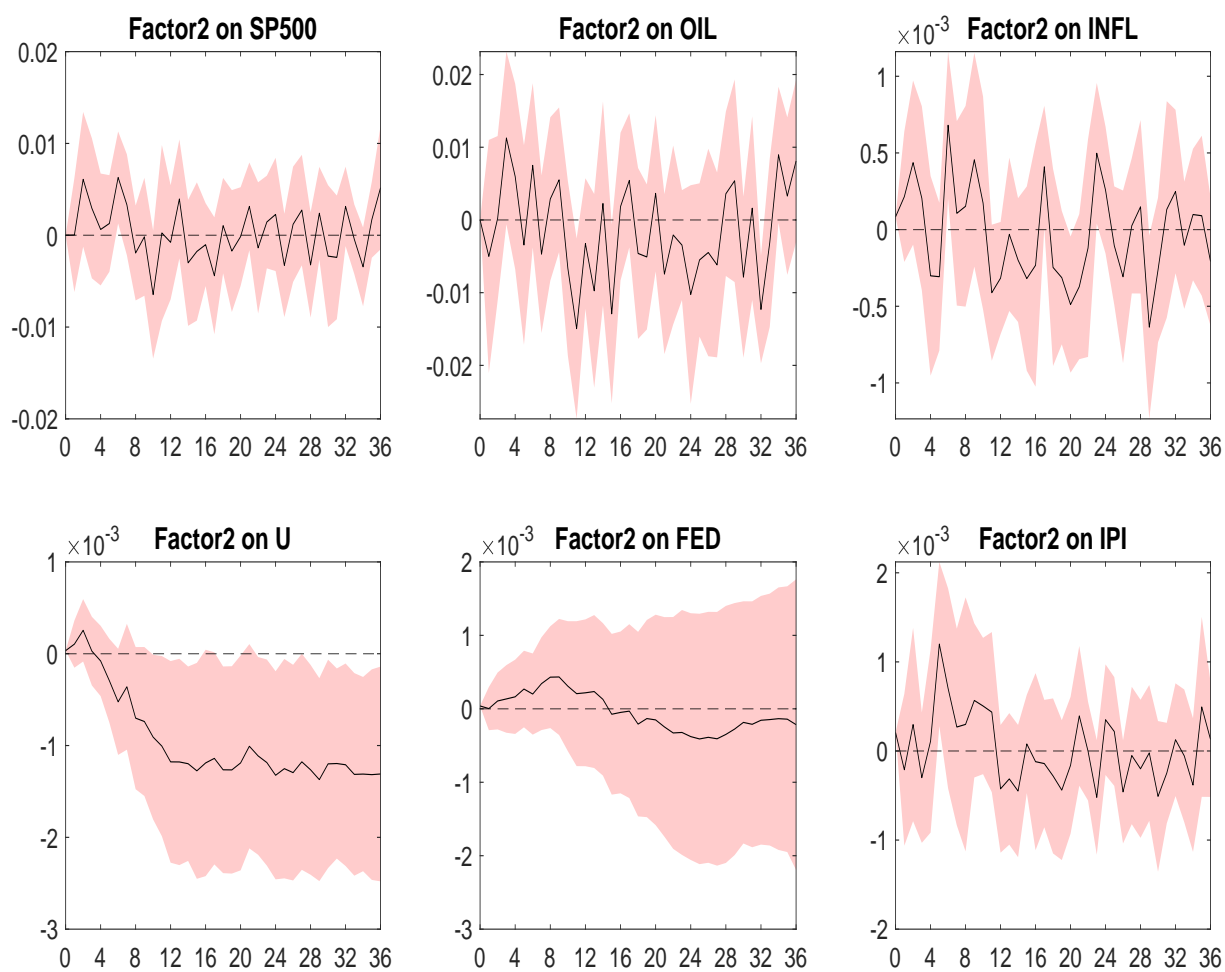 Factor2 on SP500
0.02
0.01
0
-0.01
-0.02
0 4 8 12 16 20 24 28 32 36
Factor2 on OIL
0.02
0.01
0
-0.01
-0.02
0 4 8 12 16 20 24 28 32 36
×10⁻³ Factor2 on INFL
1
0.5
0
-0.5
-1
0 4 8 12 16 20 24 28 32 36
×10⁻³ Factor2 on U
1
0
-1
-2
-3
0 4 8 12 16 20 24 28 32 36
×10⁻³ Factor2 on FED
2
1
0
-1
-2
-3
0 4 8 12 16 20 24 28 32 36
×10⁻³ Factor2 on IPI
2
1
0
-1
-2
0 4 8 12 16 20 24 28 32 36